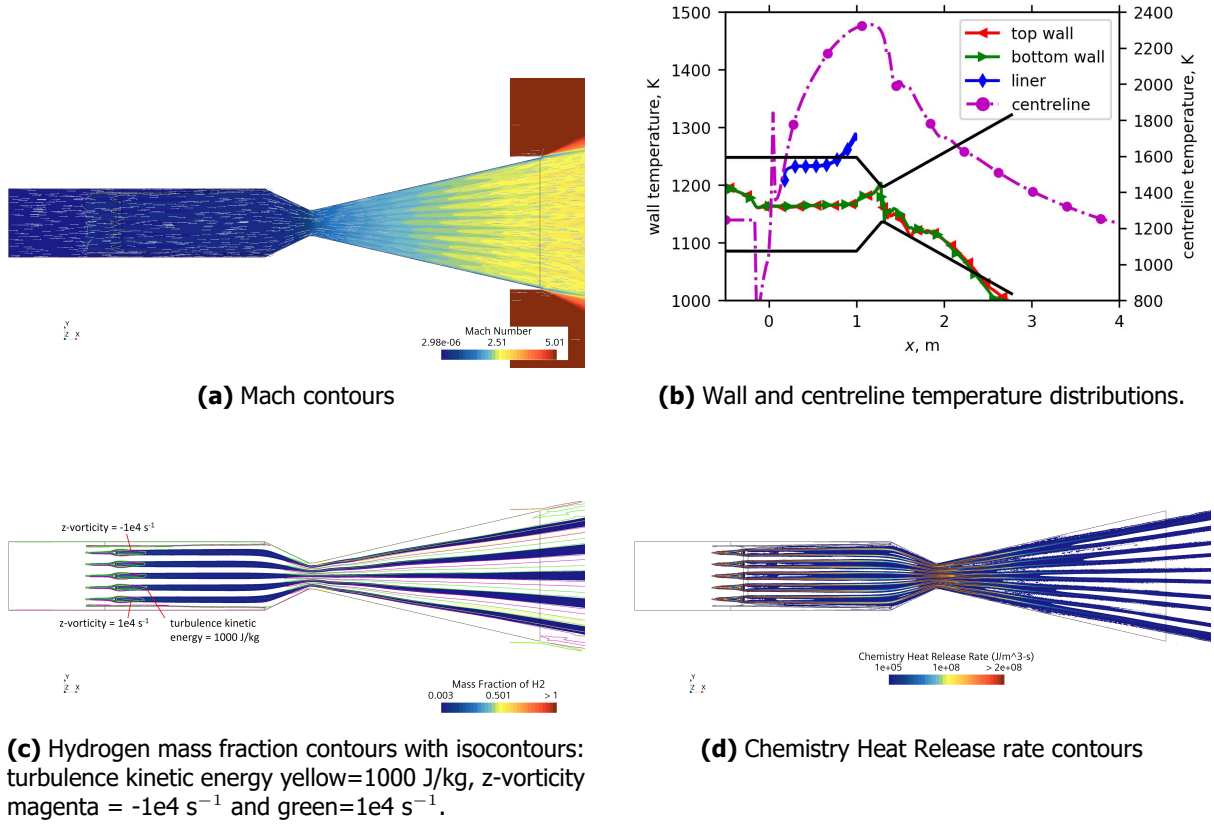 Mach Number
2.98e-06 2.51 5.01
Y
Z X
(a) Mach contours
1500
1400
1300
1200
1100
1000
wall temperature, K
top wall
bottom wall
liner
centreline
2400
2200
2000
1800
1600
1400
1200
1000
800
centreline temperature, K
0 1 2 3 4
x, m
(b) Wall and centreline temperature distributions.
z-vorticity = -1e4 s⁻¹
z-vorticity = 1e4 s⁻¹
turbulence kinetic
energy = 1000 J/kg
Y
Z X
Mass Fraction of H2
0.003 0.501 > 1
(c) Hydrogen mass fraction contours with isocontours:
turbulence kinetic energy yellow=1000 J/kg, z-vorticity
magenta = -1e4 s⁻¹ and green=1e4 s⁻¹.
Chemistry Heat Release Rate (J/m^3-s)
1e+05 1e+08 > 2e+08
Y
Z X
(d) Chemistry Heat Release rate contours